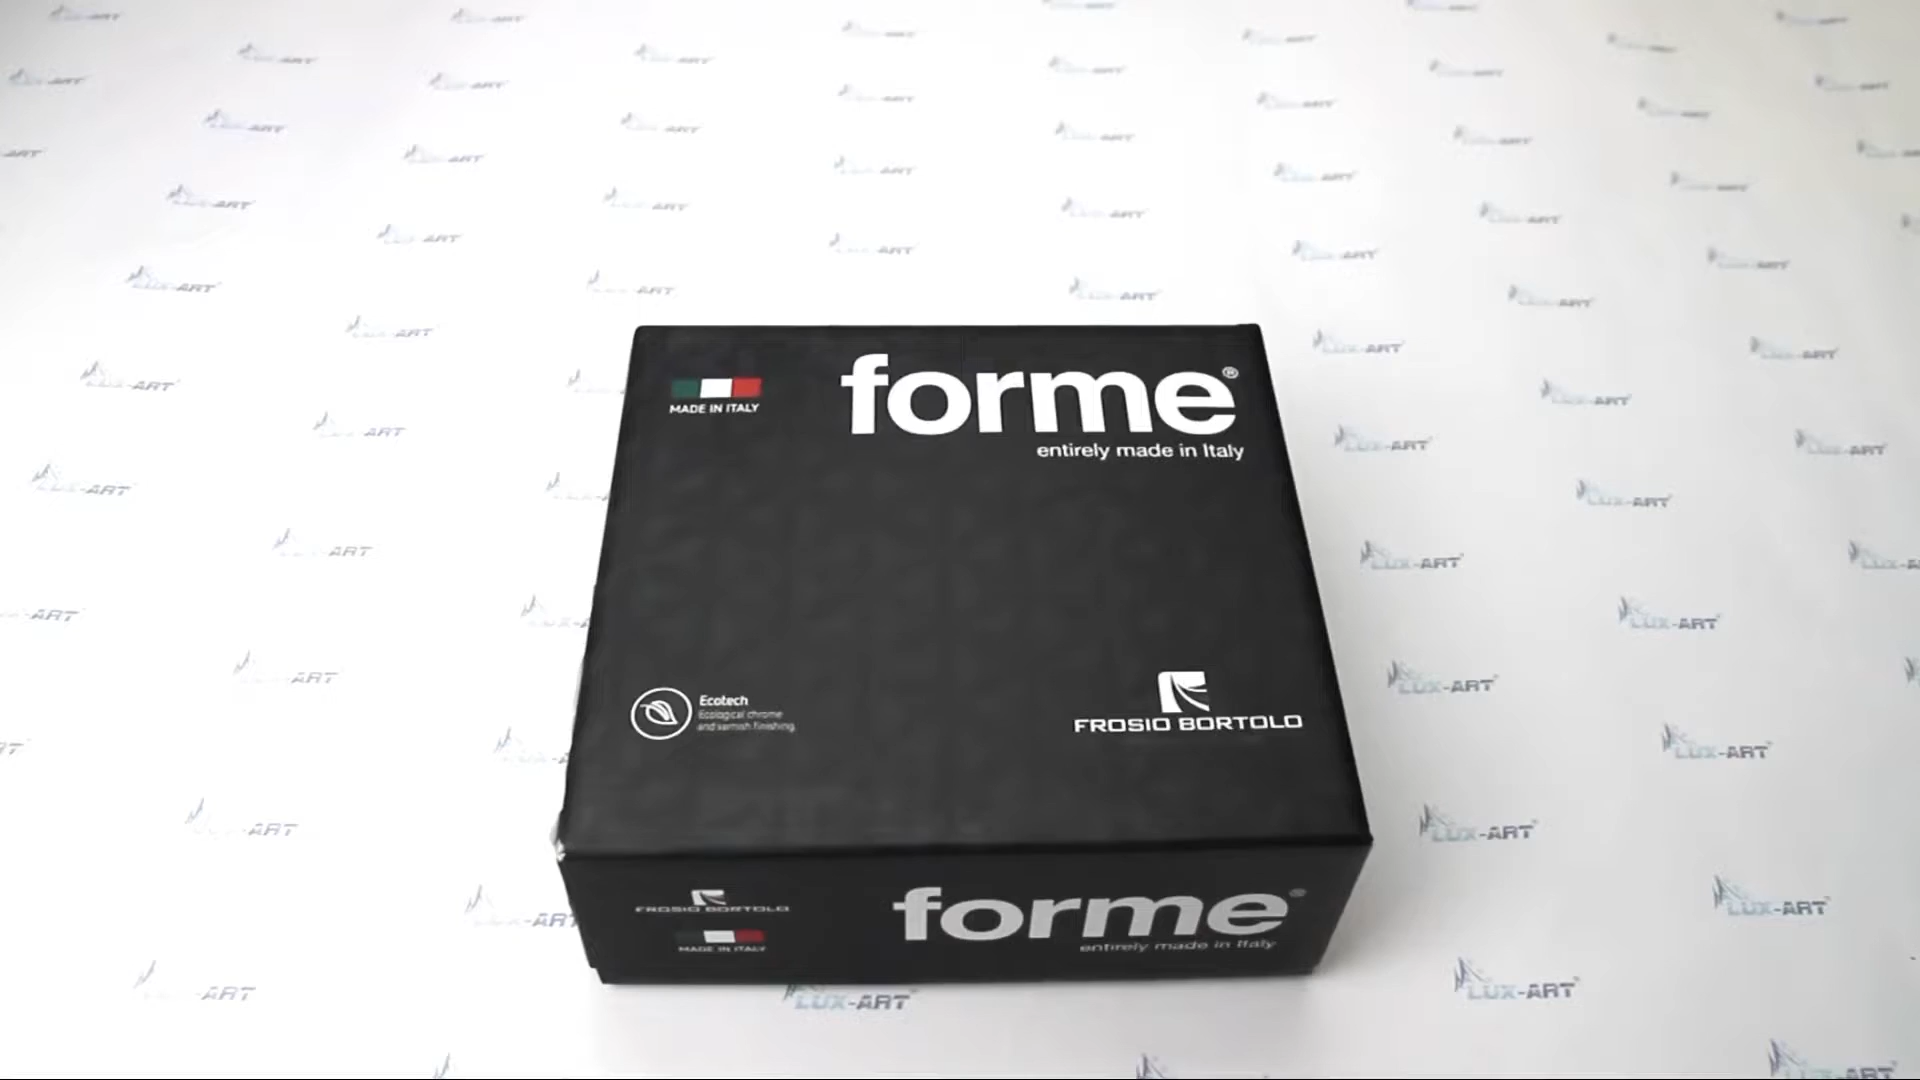 forme®
MADE IN ITALY
entirely made in Italy
Ecotech
Ecological chrome
and varnish finishing
FROSIO BORTOLO
FROSIO BORTOLO
forme®
MADE IN ITALY
entirely made in Italy
LUX-ART